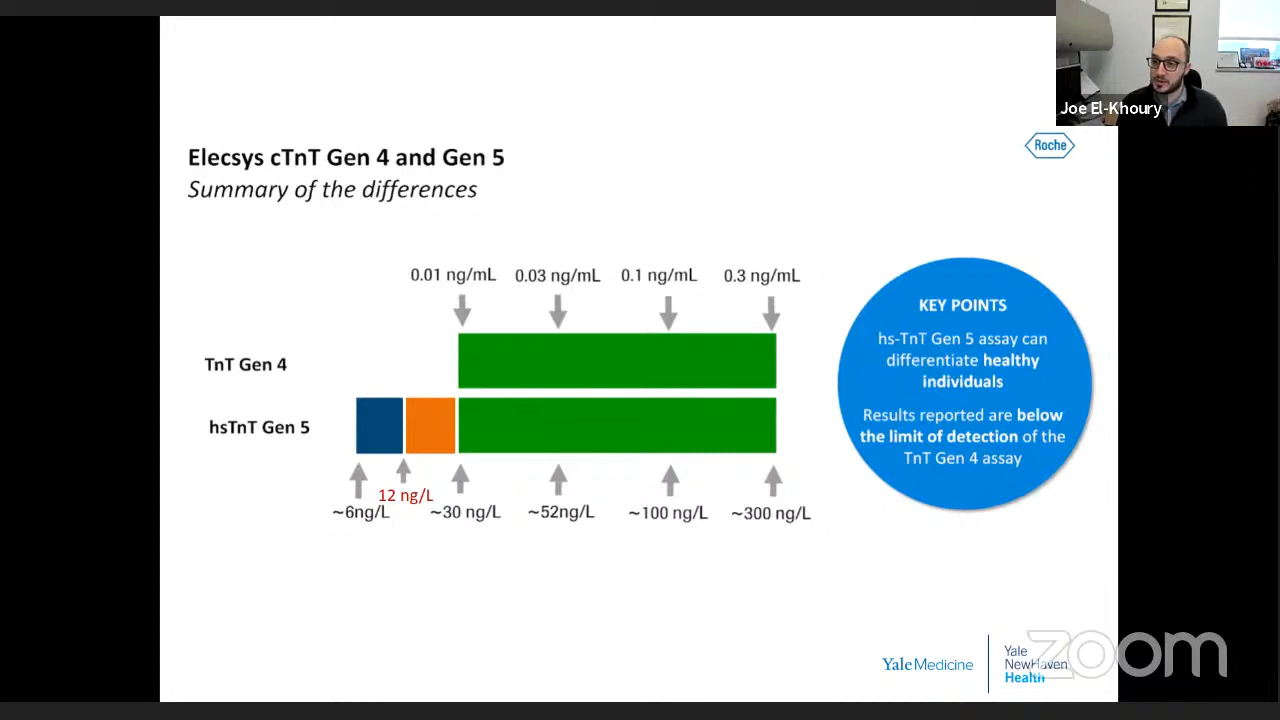 Joe El-Khoury
Roche
Elecsys cTnT Gen 4 and Gen 5
Summary of the differences
0.01 ng/mL 0.03 ng/mL 0.1 ng/mL 0.3 ng/mL
TnT Gen 4
hsTnT Gen 5
12 ng/L
~6ng/L ~30 ng/L ~52ng/L ~100 ng/L ~300 ng/L
KEY POINTS
hs-TnT Gen 5 assay can
differentiate healthy
individuals
Results reported are below
the limit of detection of the
TnT Gen 4 assay
Yale Medicine
Yale
NewHaven
Health
zoom